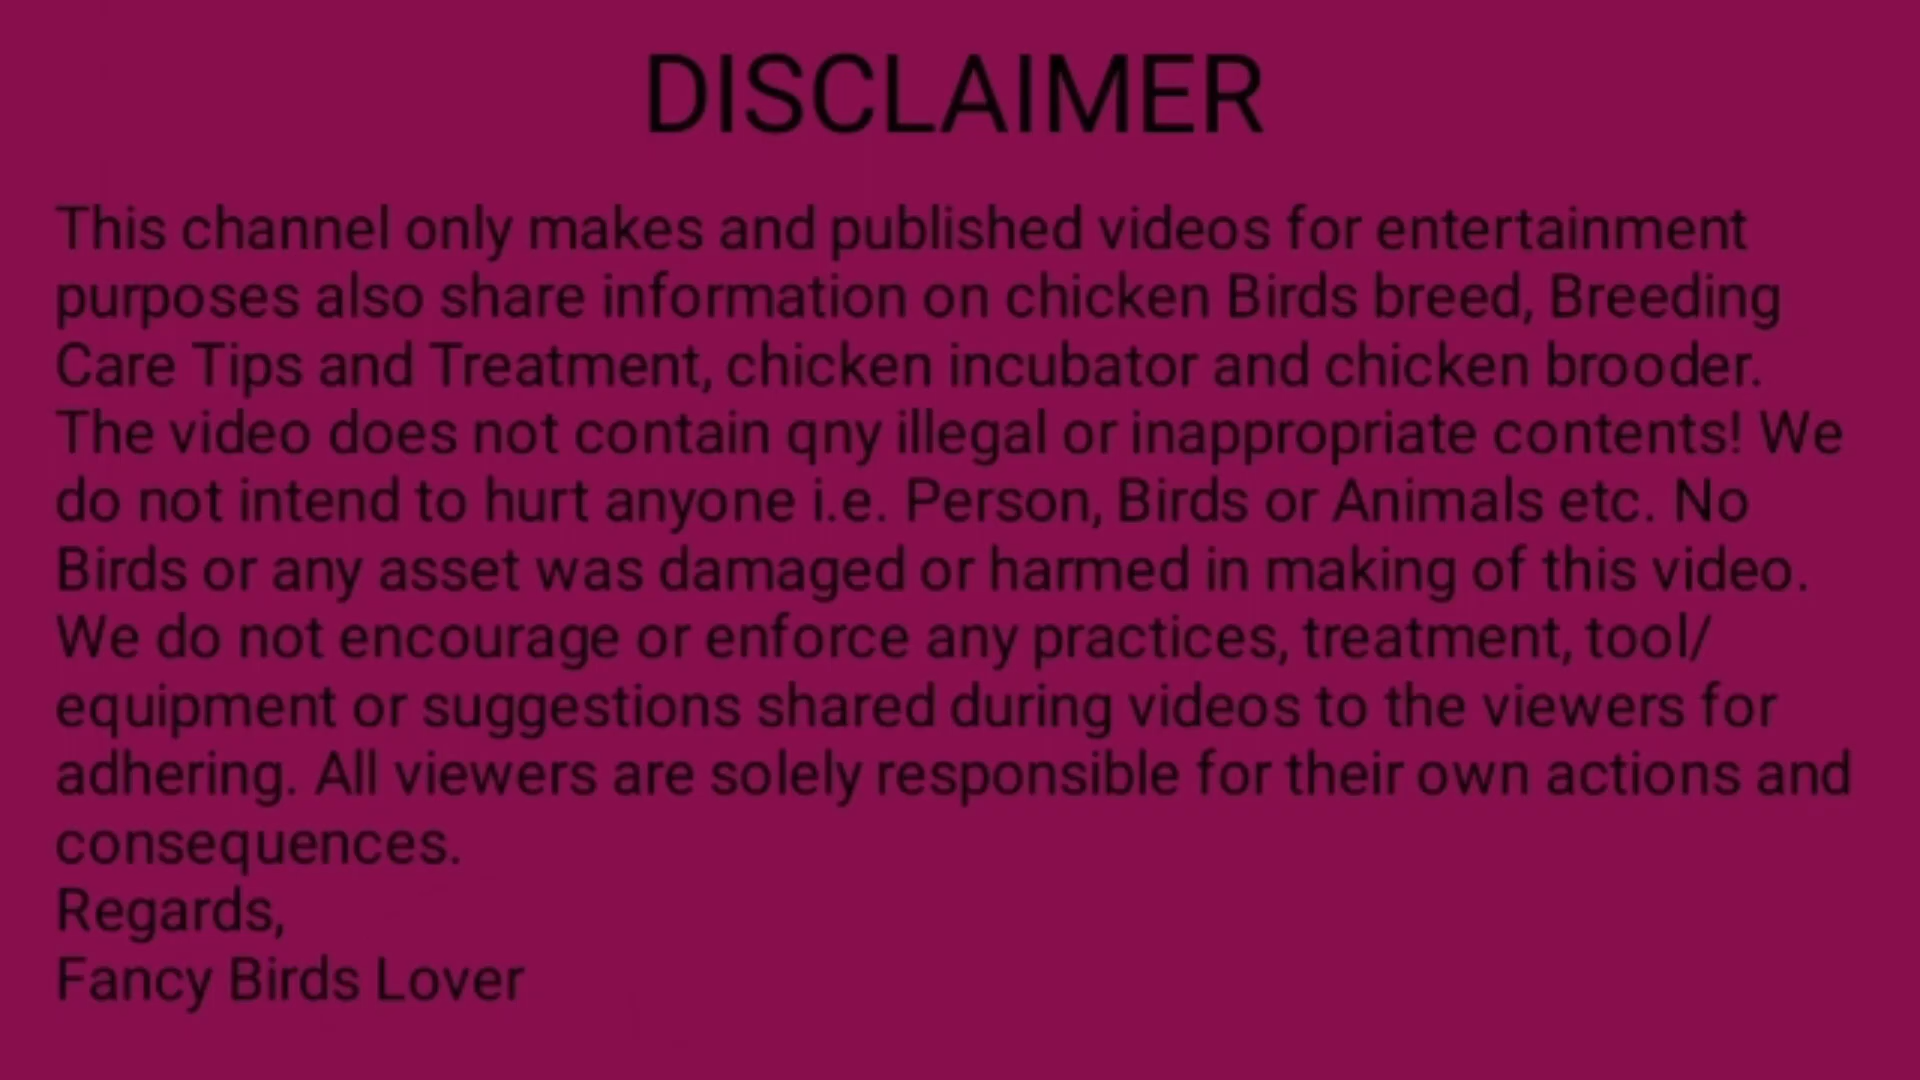 DISCLAIMER
This channel only makes and published videos for entertainment
purposes also share information on chicken Birds breed, Breeding
Care Tips and Treatment, chicken incubator and chicken brooder.
The video does not contain qny illegal or inappropriate contents! We
do not intend to hurt anyone i.e. Person, Birds or Animals etc. No
Birds or any asset was damaged or harmed in making of this video.
We do not encourage or enforce any practices, treatment, tool/
equipment or suggestions shared during videos to the viewers for
adhering. All viewers are solely responsible for their own actions and
consequences.
Regards,
Fancy Birds Lover